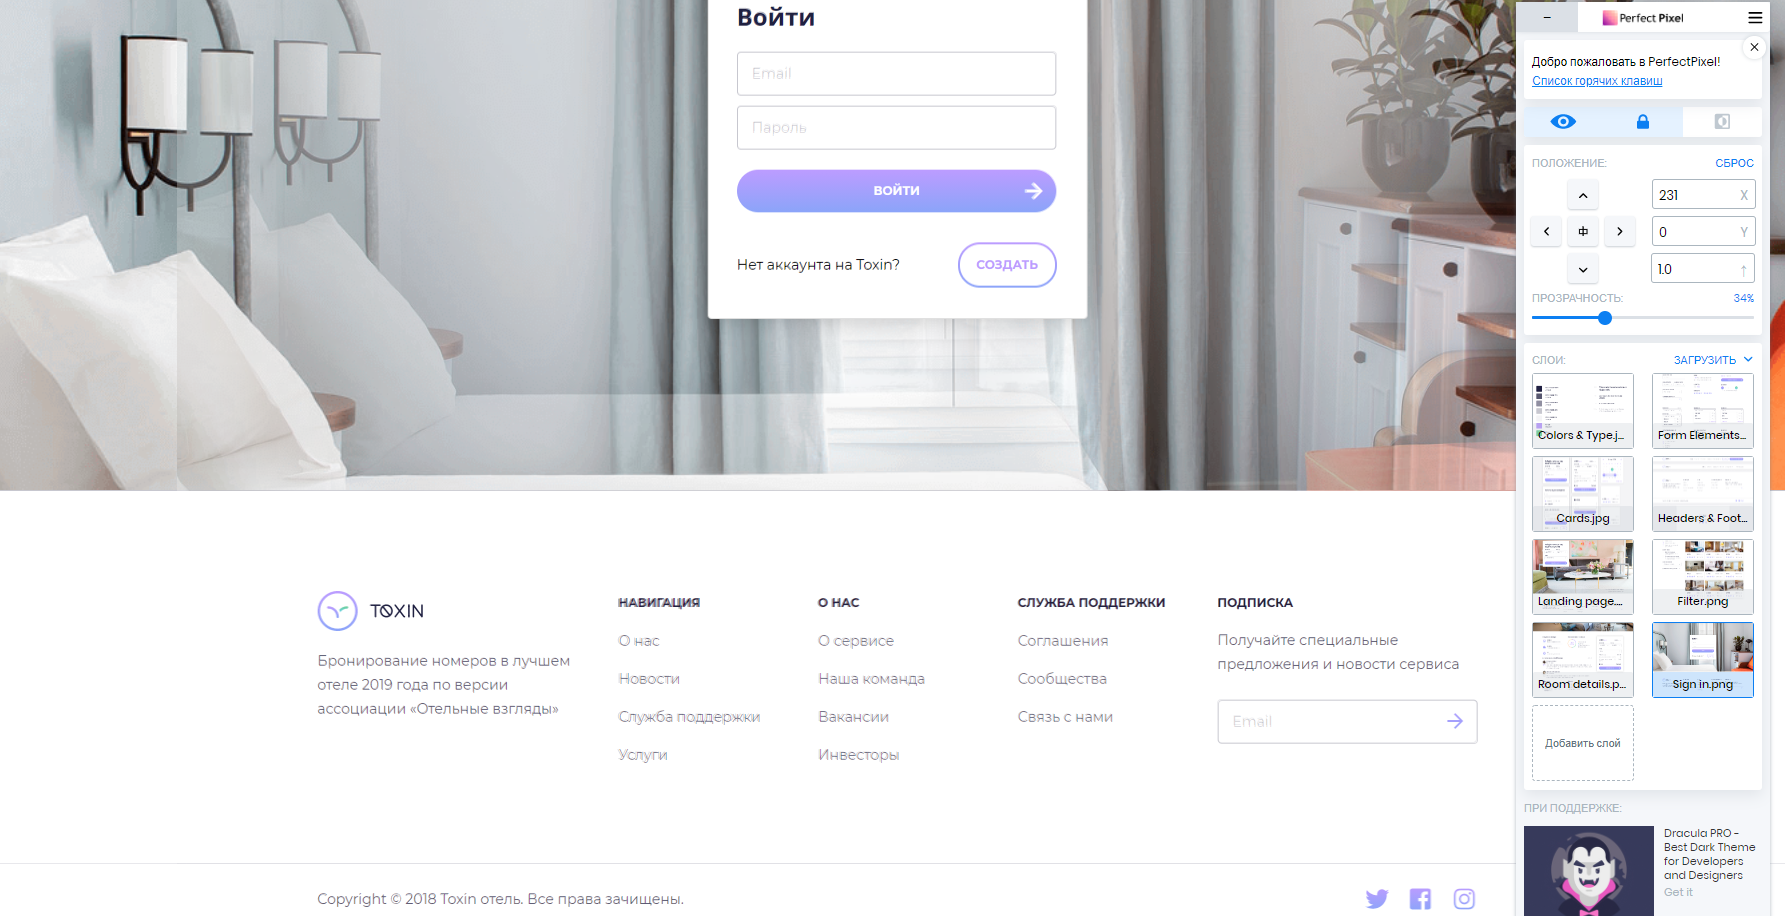 Войти
Email
Пароль
ВОЙТИ
Нет аккаунта на Toxin?
СОЗДАТЬ
TOXIN
Бронирование номеров в лучшем
отеле 2019 года по версии
ассоциации «Отельные взгляды»
НАВИГАЦИЯ
О нас
Новости
Служба поддержки
Услуги
О НАС
О сервисе
Наша команда
Вакансии
Инвесторы
СЛУЖБА ПОДДЕРЖКИ
Соглашения
Сообщества
Связь с нами
ПОДПИСКА
Получайте специальные
предложения и новости сервиса
Email
Copyright © 2018 Toxin отель. Все права зачищены.
Perfect Pixel
Добро пожаловать в PerfectPixel!
Список горячих клавиш
ПОЛОЖЕНИЕ:
СБРОС
231 X
0 Y
1.0
ПРОЗРАЧНОСТЬ:
34%
СЛОИ:
ЗАГРУЗИТЬ
Colors & Type.j...
Form Elements...
Cards.jpg
Headers & Foot...
Landing page....
Filter.png
Room details.p...
Sign in.png
Добавить слой
ПРИ ПОДДЕРЖКЕ:
Dracula PRO -
Best Dark Theme
for Developers
and Designers
Get it